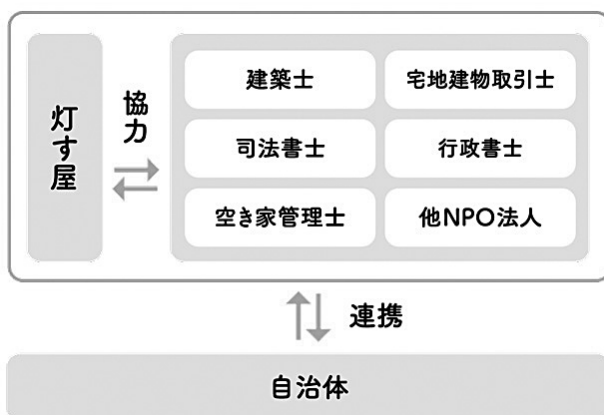 灯す屋
協力
建築士
宅地建物取引士
司法書士
行政書士
空き家管理士
他NPO法人
連携
自治体